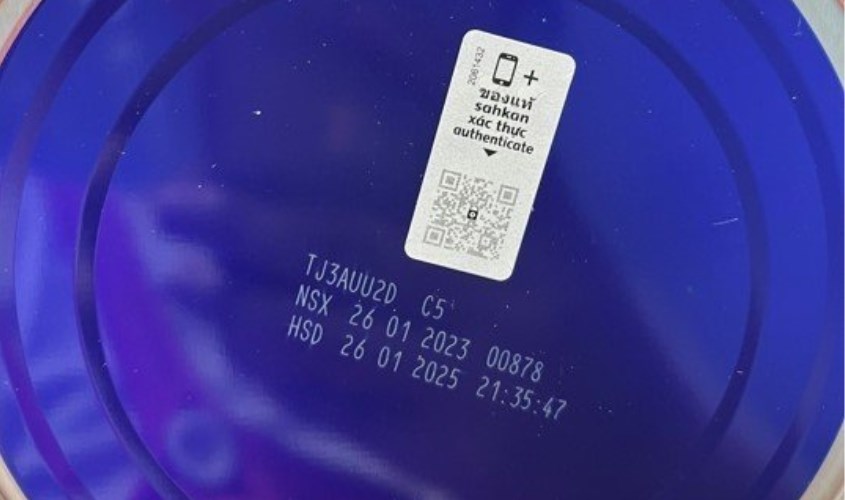 2061432
+
ของแท้
sahkan
xác thực
authenticate
TJ3AUU2D C5
NSX 26 01 2023 00878
HSD 26 01 2025 21:35:47